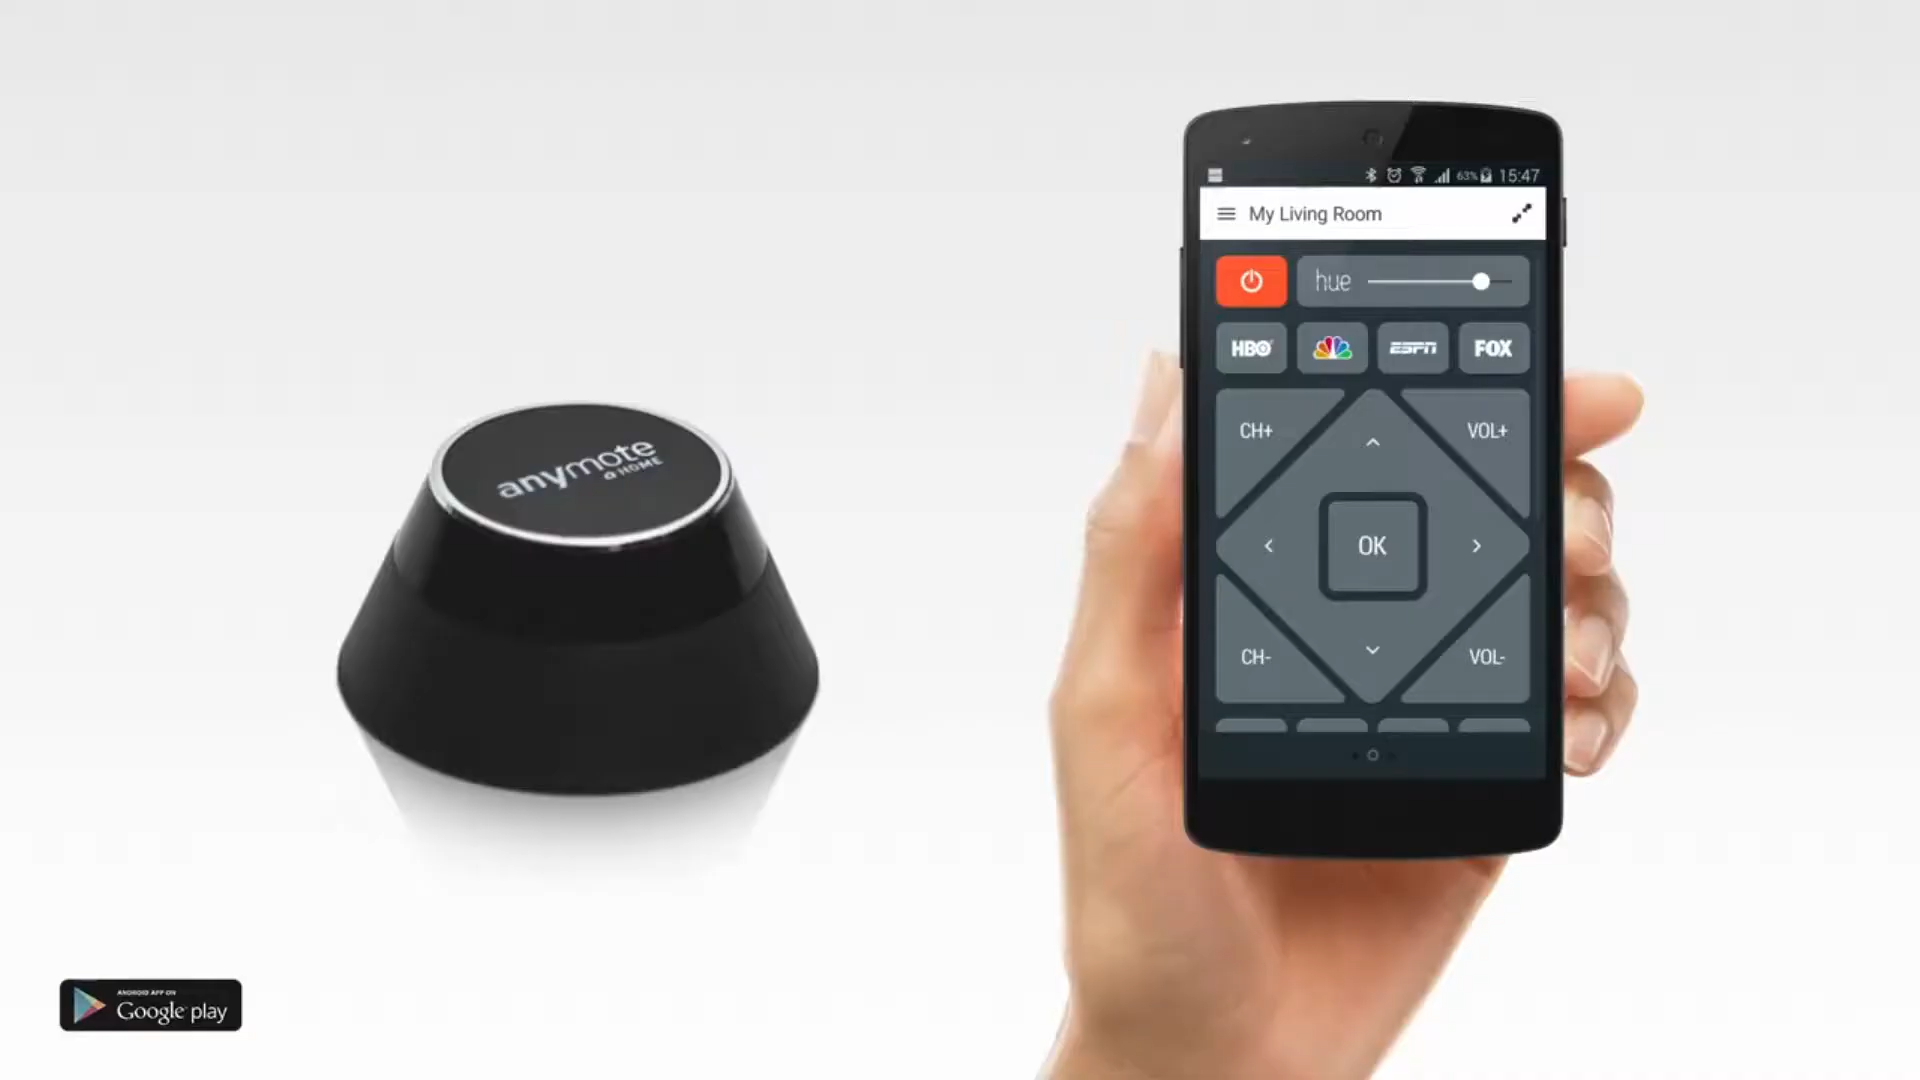 anymote
HOME
63% 15:47
My Living Room
hue
HBO
ESPN
FOX
CH+
VOL+
OK
CH-
VOL-
ANDROID APP ON
Google play